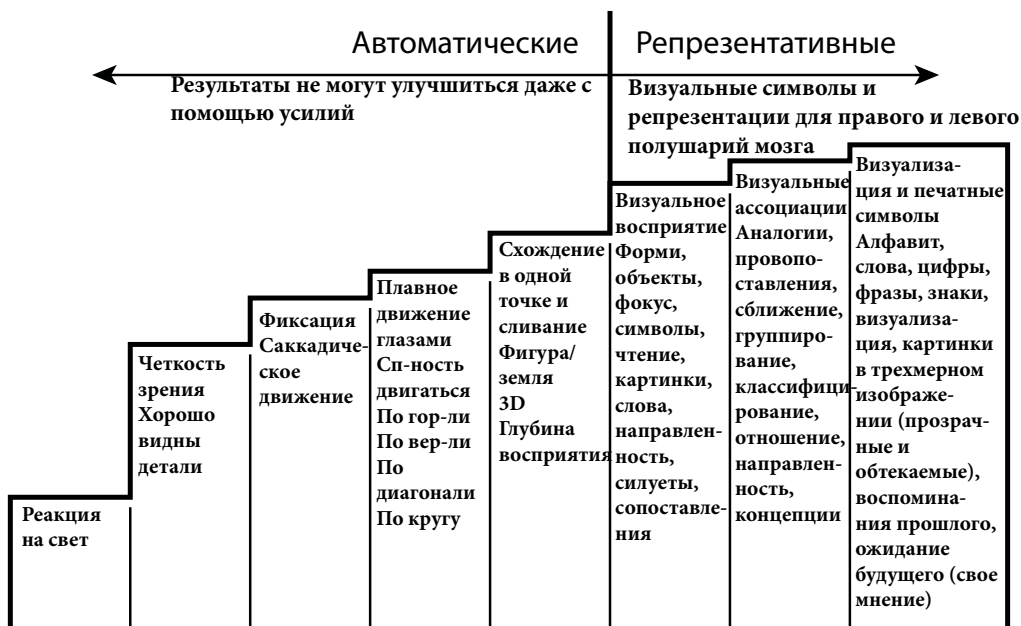 Автоматические
Репрезентативные
Результаты не могут улучшиться даже с
помощью усилий
Визуальные символы и
репрезентации для правого и левого
полушарий мозга
Реакция
на свет
Четкость
зрения
Хорошо
видны
детали
Фиксация
Саккадиче-
ское
движение
Плавное
движение
глазами
Сп-ность
двигаться
По гор-ли
По вер-ли
По
диагонали
По кругу
Схождение
в одной
точке и
сливание
Фигура/
земля
3D
Глубина
восприятия
Визуальное
восприятие
Форми,
объекты,
фокус,
символы,
чтение,
картинки,
слова,
направлен-
ность,
силуеты,
сопоставле-
ния
Визуальные
ассоциации
Аналогии,
провопо-
ставления,
сближение,
группиро-
вание,
классифици-
рование,
отношение,
направлен-
ность,
концепции
Визуализа-
ция и печатные
символы
Алфавит,
слова, цифры,
фразы, знаки,
визуализа-
ция, картинки
в трехмерном
изображе-
нии (прозрач-
ные и
обтекаемые),
воспомина-
ния прошлого,
ожидание
будущего (свое
мнение)